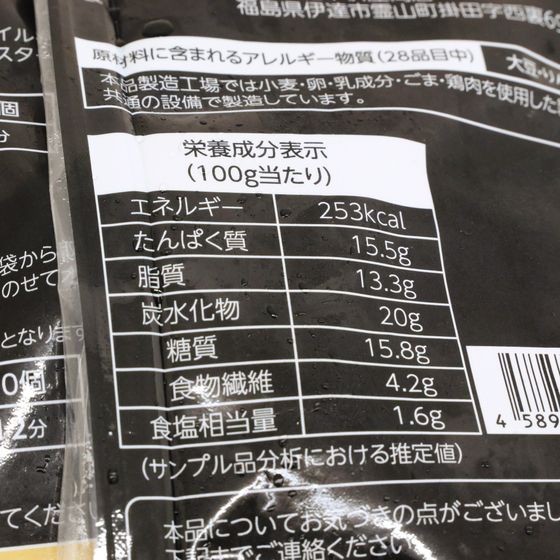 福島県伊達市霊山町掛田字西裏
原材料に含まれるアレルギー物質(28品目中) 大豆・
本品製造工場では小麦・卵・乳成分・ごま・鶏肉を使用した
共通の設備で製造しています。
栄養成分表示
(100g当たり)
エネルギー 253kcal
たんぱく質 15.5g
脂質 13.3g
炭水化物 20g
糖質 15.8g
食物繊維 4.2g
食塩相当量 1.6g
(サンプル品分析における推定値)
4 589
本品についてお気づきの点がございまし
下記までご連絡ください
イル
スター
個
分
袋から
のせて
となります
0個
2分
てください